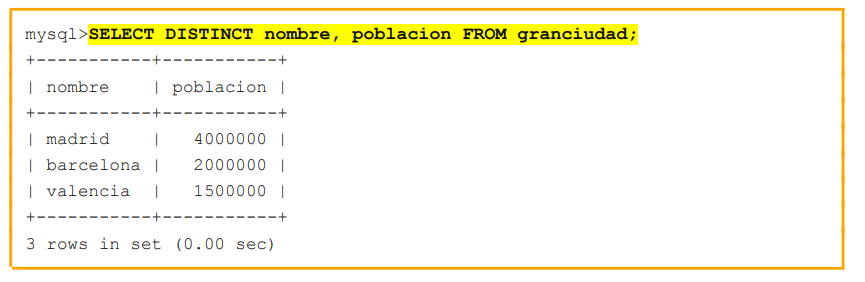 mysql>SELECT DISTINCT nombre, poblacion FROM granciudad;
+-----------+-----------+
| nombre    | poblacion |
+-----------+-----------+
| madrid    |   4000000 |
| barcelona |   2000000 |
| valencia  |   1500000 |
+-----------+-----------+
3 rows in set (0.00 sec)